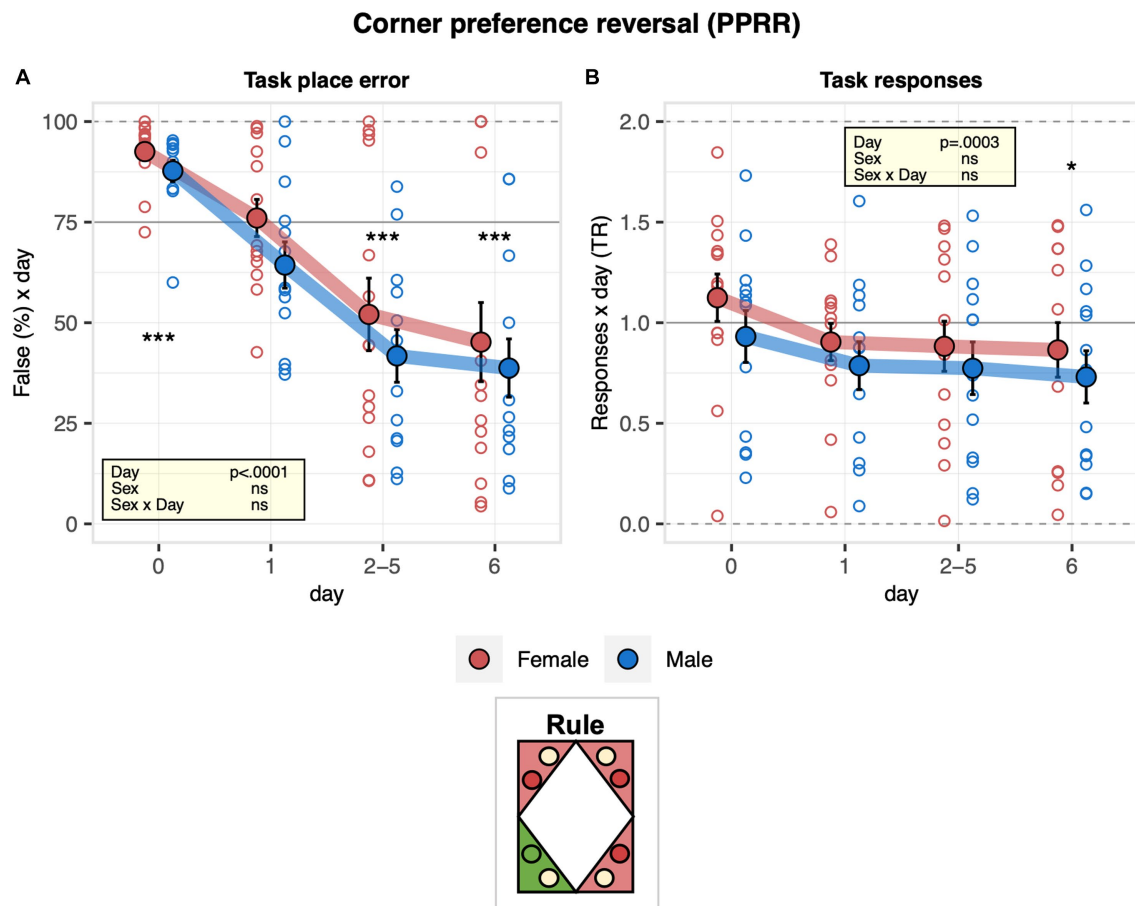 Corner preference reversal (PPRR)
A
Task place error
False (%) x day
100
75
50
25
0
***
***
***
Day p<.0001
Sex ns
Sex x Day ns
0 1 2–5 6
day
B
Task responses
Responses x day (TR)
2.0
1.5
1.0
0.5
0.0
Day p=.0003
Sex ns
Sex x Day ns
*
0 1 2–5 6
day
Female Male
Rule